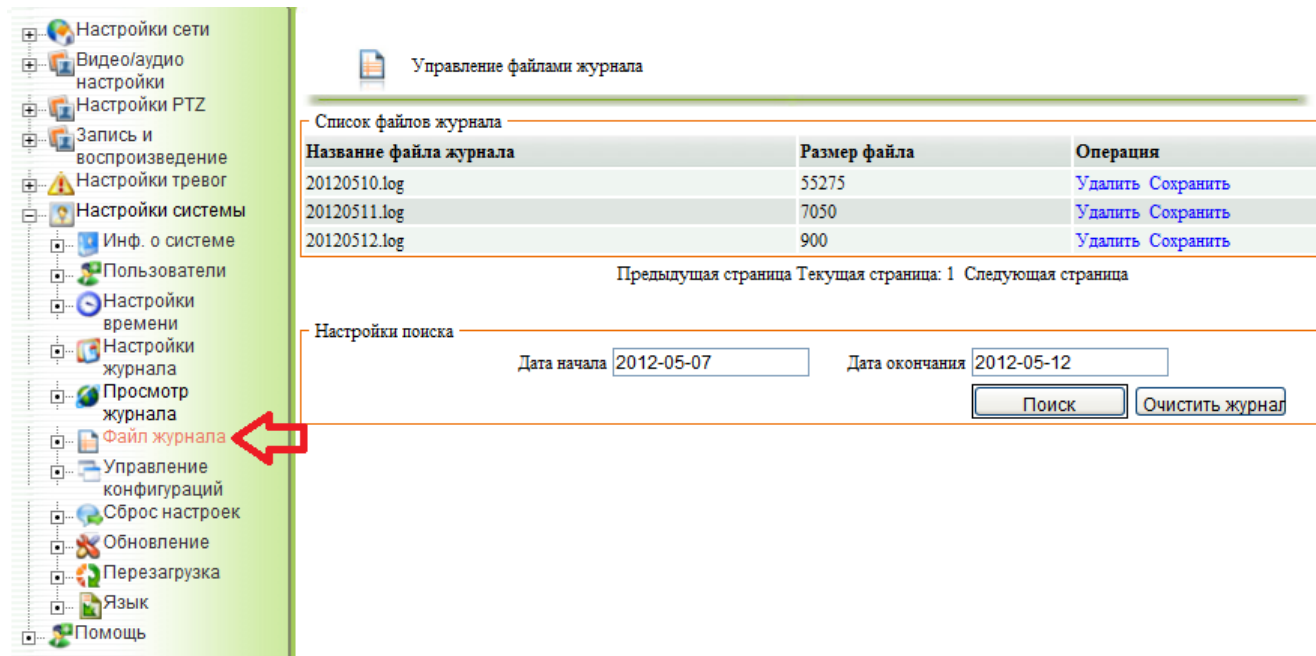 Настройки сети
Видео/аудио
настройки
Настройки PTZ
Запись и
воспроизведение
Настройки тревог
Настройки системы
Инф. о системе
Пользователи
Настройки
времени
Настройки
журнала
Просмотр
журнала
Файл журнала
Управление
конфигураций
Сброс настроек
Обновление
Перезагрузка
Язык
Помощь
Управление файлами журнала
Список файлов журнала
Название файла журнала Размер файла Операция
20120510.log 55275 Удалить Сохранить
20120511.log 7050 Удалить Сохранить
20120512.log 900 Удалить Сохранить
Предыдущая страница Текущая страница: 1 Следующая страница
Настройки поиска
Дата начала 2012-05-07 Дата окончания 2012-05-12
Поиск Очистить журнал